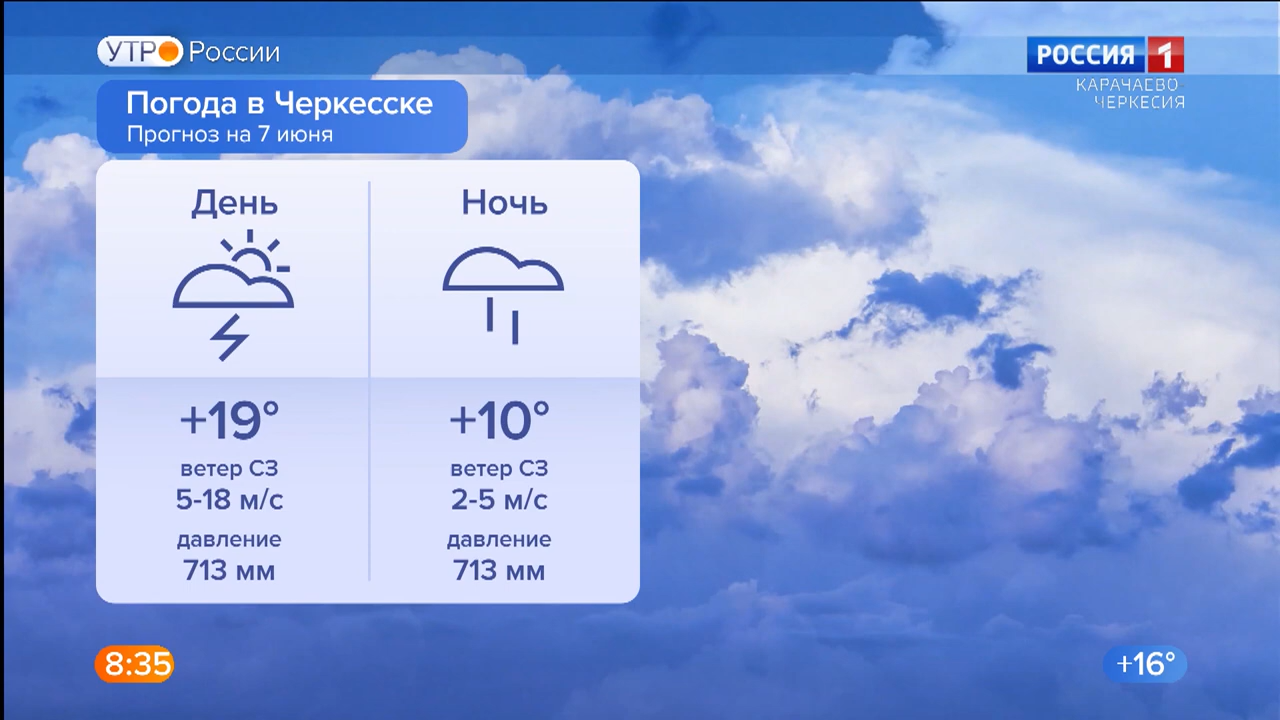 УТРО России
РОССИЯ 1
КАРАЧАЕВО-
ЧЕРКЕСИЯ
Погода в Черкесске
Прогноз на 7 июня
День
Ночь
+19°
ветер СЗ
5-18 м/с
давление
713 мм
+10°
ветер СЗ
2-5 м/с
давление
713 мм
8:35
+16°